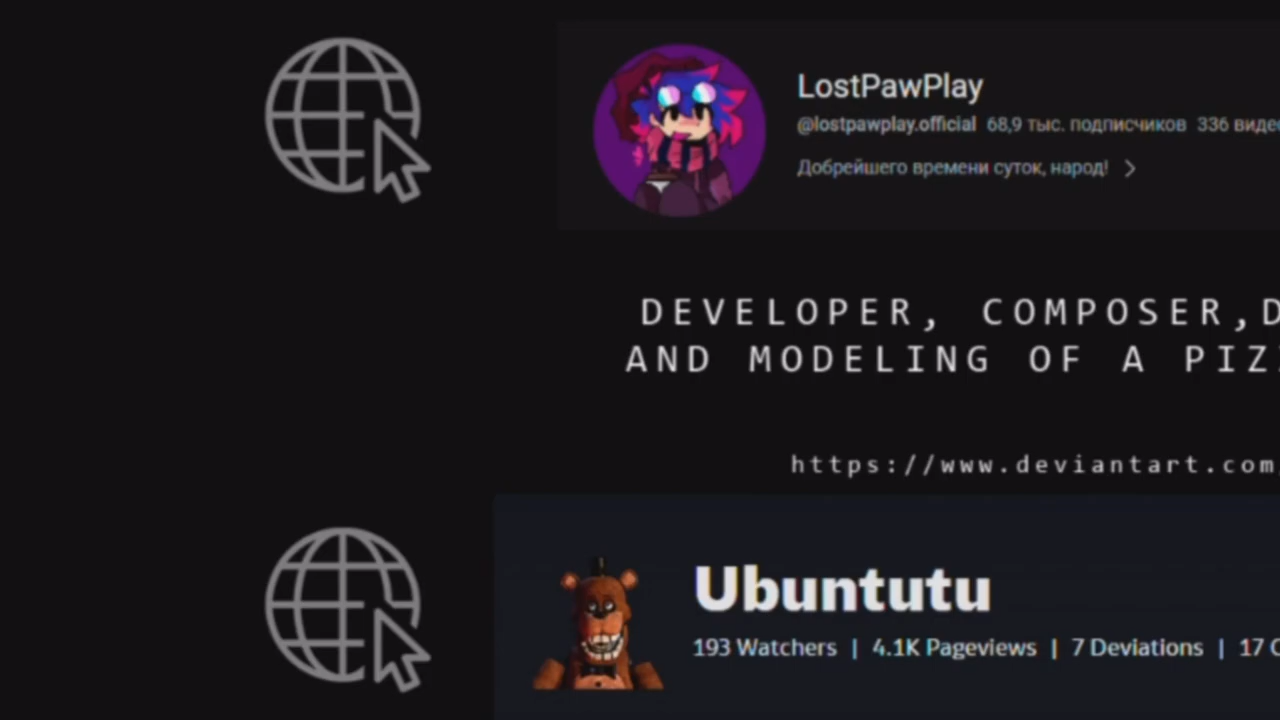 LostPawPlay
@lostpawplay.official 68,9 тыс. подписчиков 336 виде
Добрейшего времени суток, народ!
DEVELOPER, COMPOSER,D
AND MODELING OF A PIZ
https://www.deviantart.com
Ubuntutu
193 Watchers | 4.1K Pageviews | 7 Deviations | 17